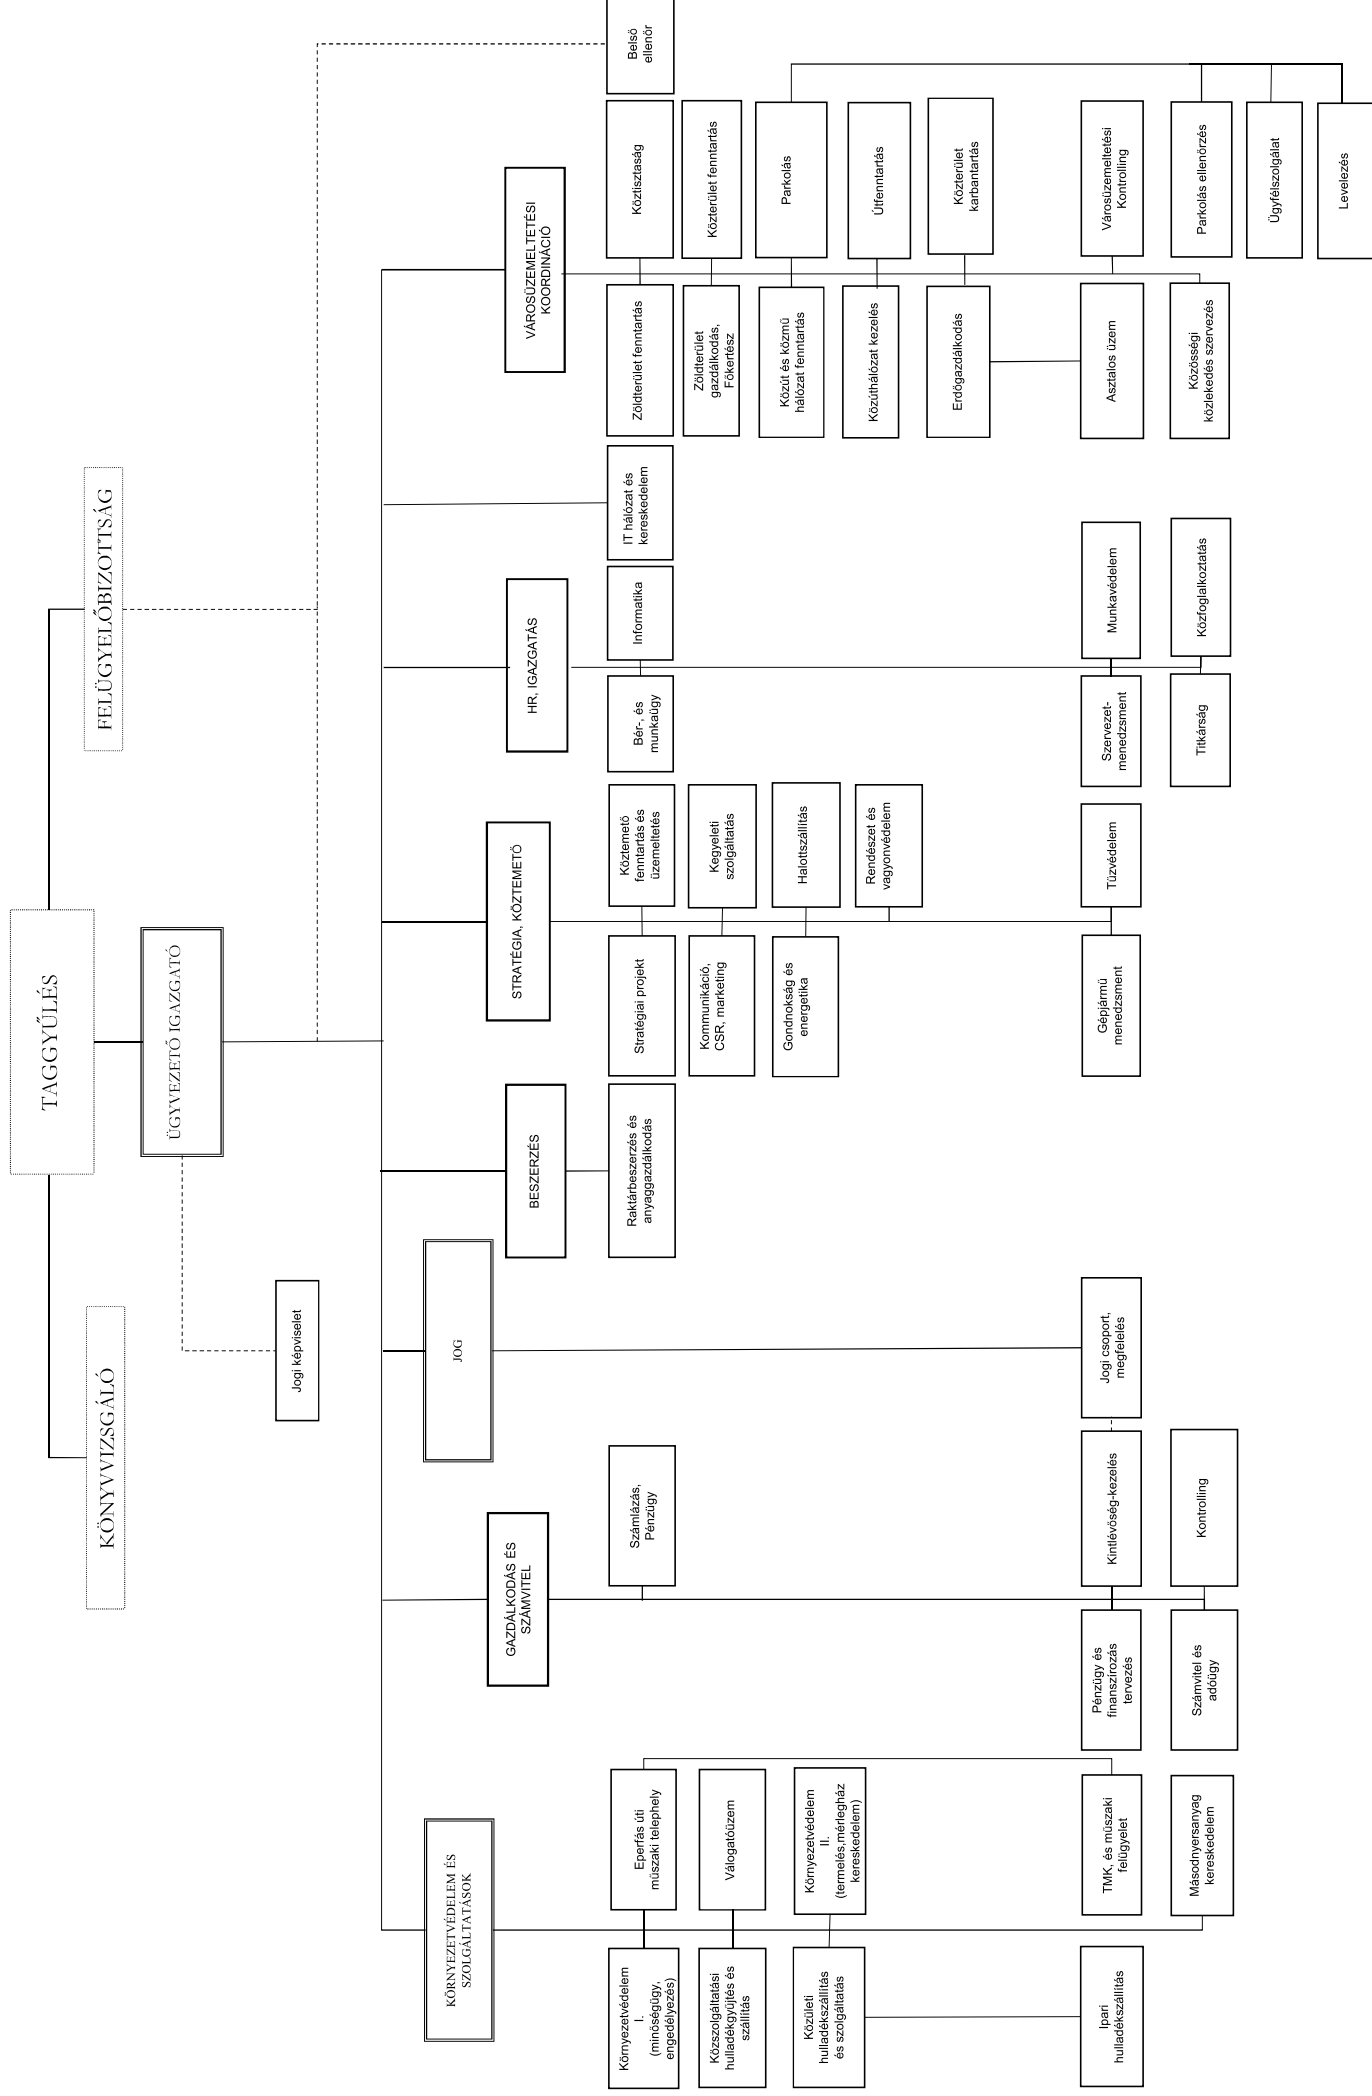 TAGGYŰLÉS
KÖNYVVIZSGÁLÓ
FELÜGYELŐBIZOTTSÁG
ÜGYVEZETŐ IGAZGATÓ
Jogi képviselet
KÖRNYEZETVÉDELEM ÉS
SZOLGÁLTATÁSOK
GAZDÁLKODÁS ÉS
SZÁMVITEL
JOG
BESZERZÉS
STRATÉGIA, KÖZTEMETŐ
HR, IGAZGATÁS
VÁROSÜZEMELTETÉSI
KOORDINÁCIÓ
Belső
ellenőr
Környezetvédelem
I.
(minőségügy,
engedélyezés)
Eperfás úti
műszaki telephely
Közszolgáltatási
hulladékgyűjtés és
szállítás
Válogatóüzem
Közületi
hulladékszállítás
és szolgáltatás
Környezetvédelem
II.
(termelés,mérlegház
kereskedelem)
Ipari
hulladékszállítás
TMK, és műszaki
felügyelet
Másodnyersanyag
kereskedelem
Számlázás,
Pénzügy
Pénzügy és
finanszírozás
tervezés
Kintlévőség-kezelés
Számvitel és
adóügy
Kontrolling
Jogi csoport,
megfelelés
Raktárbeszerzés és
anyaggazdálkodás
Stratégiai projekt
Köztemető
fenntartás és
üzemeltetés
Kommunikáció,
CSR, marketing
Kegyeleti
szolgáltatás
Gondnokság és
energetika
Halottszállítás
Rendészet és
vagyonvédelem
Gépjármű
menedzsment
Tűzvédelem
Bér-, és
munkaügy
Informatika
Szervezet-
menedzsment
Munkavédelem
Titkárság
Közfoglalkoztatás
IT hálózat és
kereskedelem
Zöldterület fenntartás
Köztisztaság
Zöldterület
gazdálkodás,
Főkertész
Közterület fenntartás
Közút és közmű
hálózat fenntartás
Parkolás
Közúthálózat kezelés
Útfenntartás
Erdőgazdálkodás
Közterület
karbantartás
Asztalos üzem
Városüzemeltetési
Kontrolling
Közösségi
közlekedés szervezés
Parkolás ellenőrzés
Ügyfélszolgálat
Levelezés